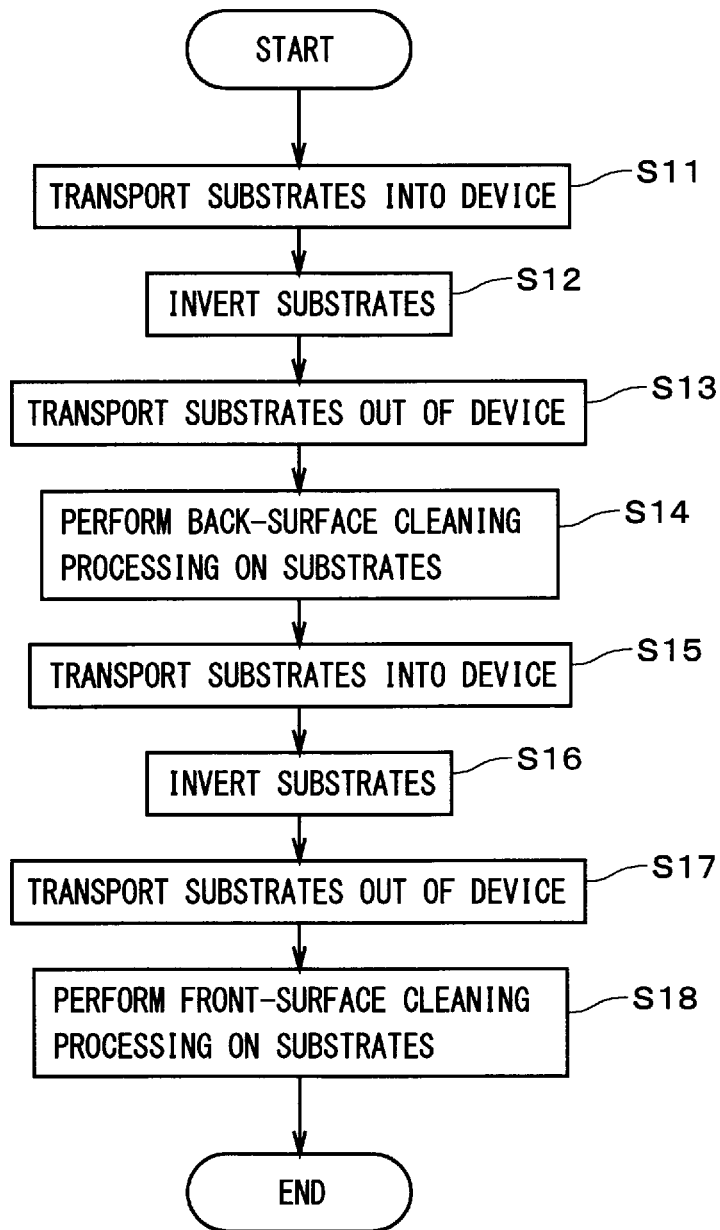 START
TRANSPORT SUBSTRATES INTO DEVICE
S11
INVERT SUBSTRATES
S12
TRANSPORT SUBSTRATES OUT OF DEVICE
S13
PERFORM BACK-SURFACE CLEANING
PROCESSING ON SUBSTRATES
S14
TRANSPORT SUBSTRATES INTO DEVICE
S15
INVERT SUBSTRATES
S16
TRANSPORT SUBSTRATES OUT OF DEVICE
S17
PERFORM FRONT-SURFACE CLEANING
PROCESSING ON SUBSTRATES
S18
END